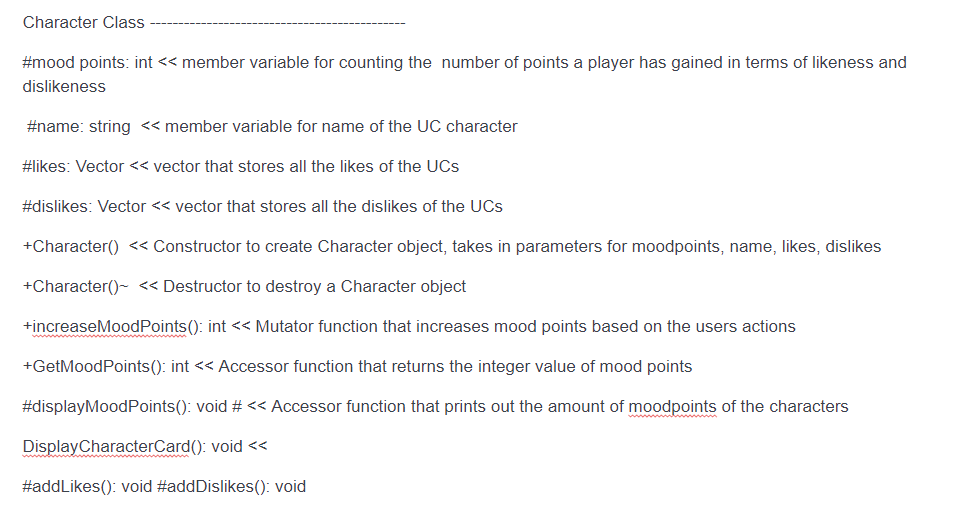 Character Class ----------------------------------------------
#mood points: int << member variable for counting the  number of points a player has gained in terms of likeness and
dislikeness
#name: string  << member variable for name of the UC character
#likes: Vector << vector that stores all the likes of the UCs
#dislikes: Vector << vector that stores all the dislikes of the UCs
+Character()  << Constructor to create Character object, takes in parameters for moodpoints, name, likes, dislikes
+Character()~  << Destructor to destroy a Character object
+increaseMoodPoints(): int << Mutator function that increases mood points based on the users actions
+GetMoodPoints(): int << Accessor function that returns the integer value of mood points
#displayMoodPoints(): void # << Accessor function that prints out the amount of moodpoints of the characters
DisplayCharacterCard(): void <<
#addLikes(): void #addDislikes(): void